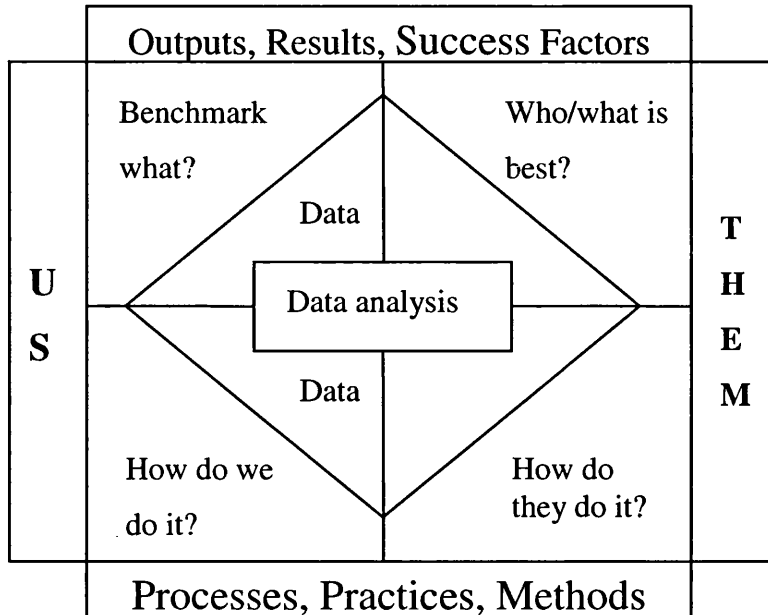 Outputs, Results, Success Factors
Benchmark
what?
Who/what is
best?
Data
U
S
Data analysis
T
H
E
M
Data
How do we
do it?
How do
they do it?
Processes, Practices, Methods